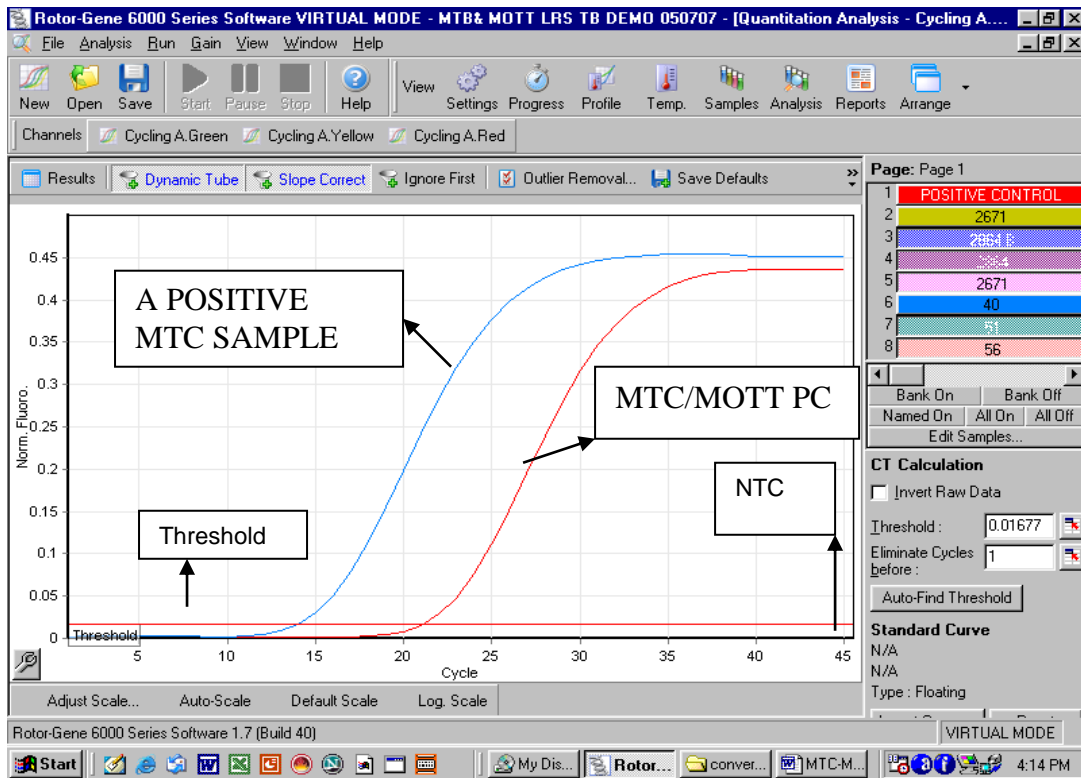 Rotor-Gene 6000 Series Software VIRTUAL MODE - MTB& MOTT LRS TB DEMO 050707 - [Quantitation Analysis - Cycling A....
File Analysis Run Gain View Window Help
New Open Save Start Pause Stop Help View Settings Progress Profile Temp. Samples Analysis Reports Arrange
Channels Cycling A.Green Cycling A.Yellow Cycling A.Red
Results Dynamic Tube Slope Correct Ignore First Outlier Removal... Save Defaults »
Page: Page 1
1 POSITIVE CONTROL
2 2671
3
4
5 2671
6 40
7 51
8 56
Bank On Bank Off
Named On All On All Off
Edit Samples...
CT Calculation
Invert Raw Data
Threshold : 0.01677
Eliminate Cycles before : 1
Auto-Find Threshold
Standard Curve
N/A
N/A
Type : Floating
Norm. Fluoro.
0.45
0.4
0.35
0.3
0.25
0.2
0.15
0.1
0.05
0
A POSITIVE
MTC SAMPLE
MTC/MOTT PC
NTC
Threshold
Threshold
5 10 15 20 25 30 35 40 45
Cycle
Adjust Scale... Auto-Scale Default Scale Log. Scale
Rotor-Gene 6000 Series Software 1.7 (Build 40)
VIRTUAL MODE
Start My Dis... Rotor... conver... MTC-M... 4:14 PM